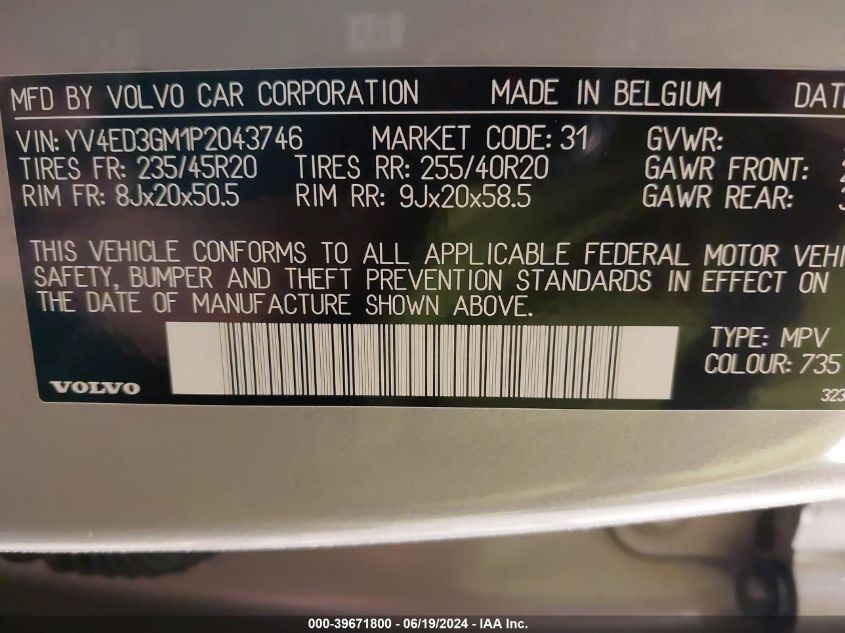 MFD BY VOLVO CAR CORPORATION MADE IN BELGIUM
VIN: YV4ED3GM1P2043746 MARKET CODE: 31 GVWR:
TIRES FR: 235/45R20 TIRES RR: 255/40R20 GAWR FRONT:
RIM FR: 8Jx20x50.5 RIM RR: 9Jx20x58.5 GAWR REAR:
THIS VEHICLE CONFORMS TO ALL APPLICABLE FEDERAL MOTOR VEHI
SAFETY, BUMPER AND THEFT PREVENTION STANDARDS IN EFFECT ON
THE DATE OF MANUFACTURE SHOWN ABOVE.
TYPE: MPV
COLOUR: 735
VOLVO
323
000-39671800 - 06/19/2024 - IAA Inc.